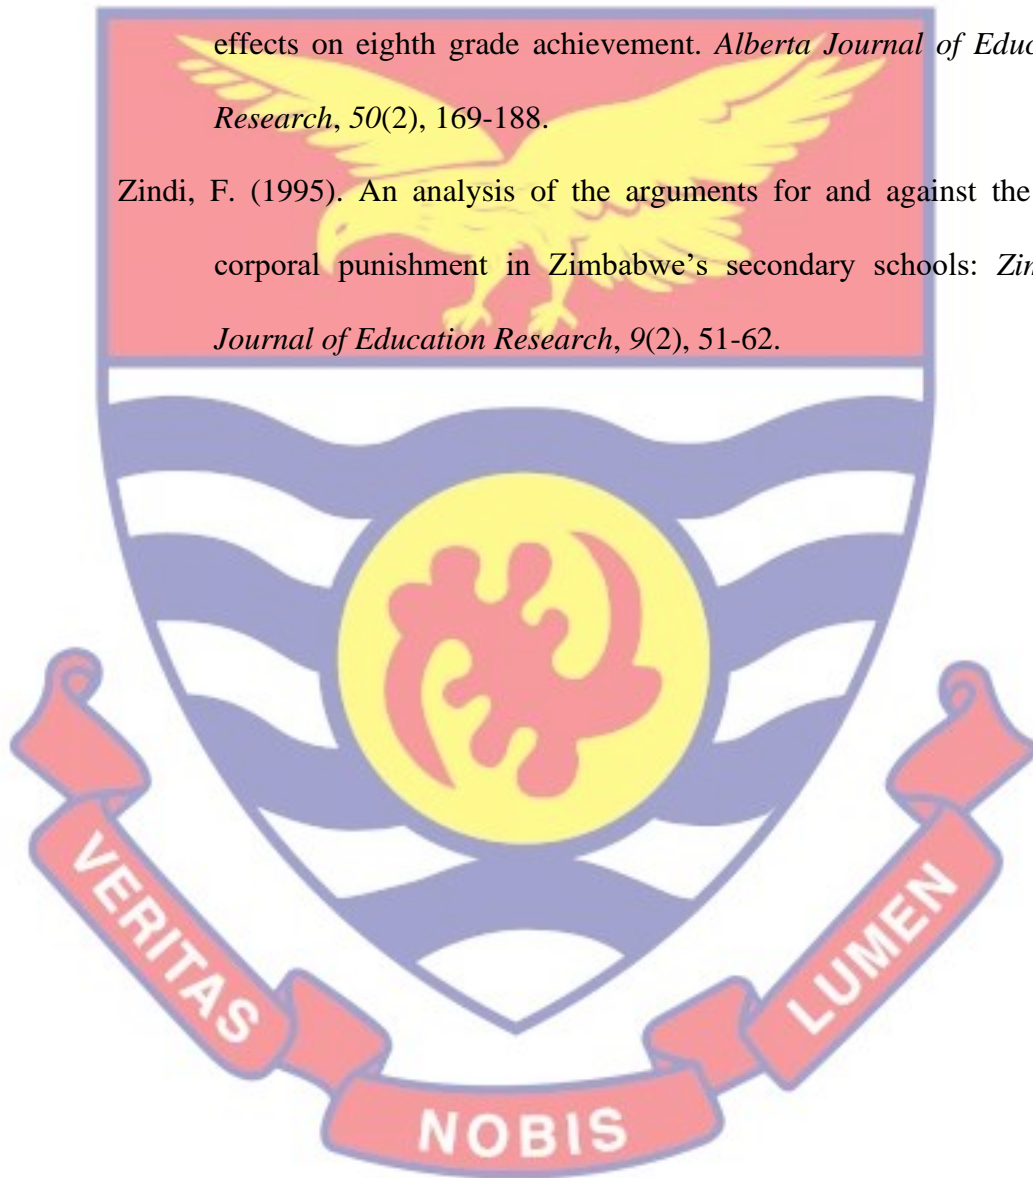 effects on eighth grade achievement. Alberta Journal of Educ
Research, 50(2), 169-188.
Zindi, F. (1995). An analysis of the arguments for and against the
corporal punishment in Zimbabwe’s secondary schools: Zin
Journal of Education Research, 9(2), 51-62.
VERITAS
NOBIS
LUMEN